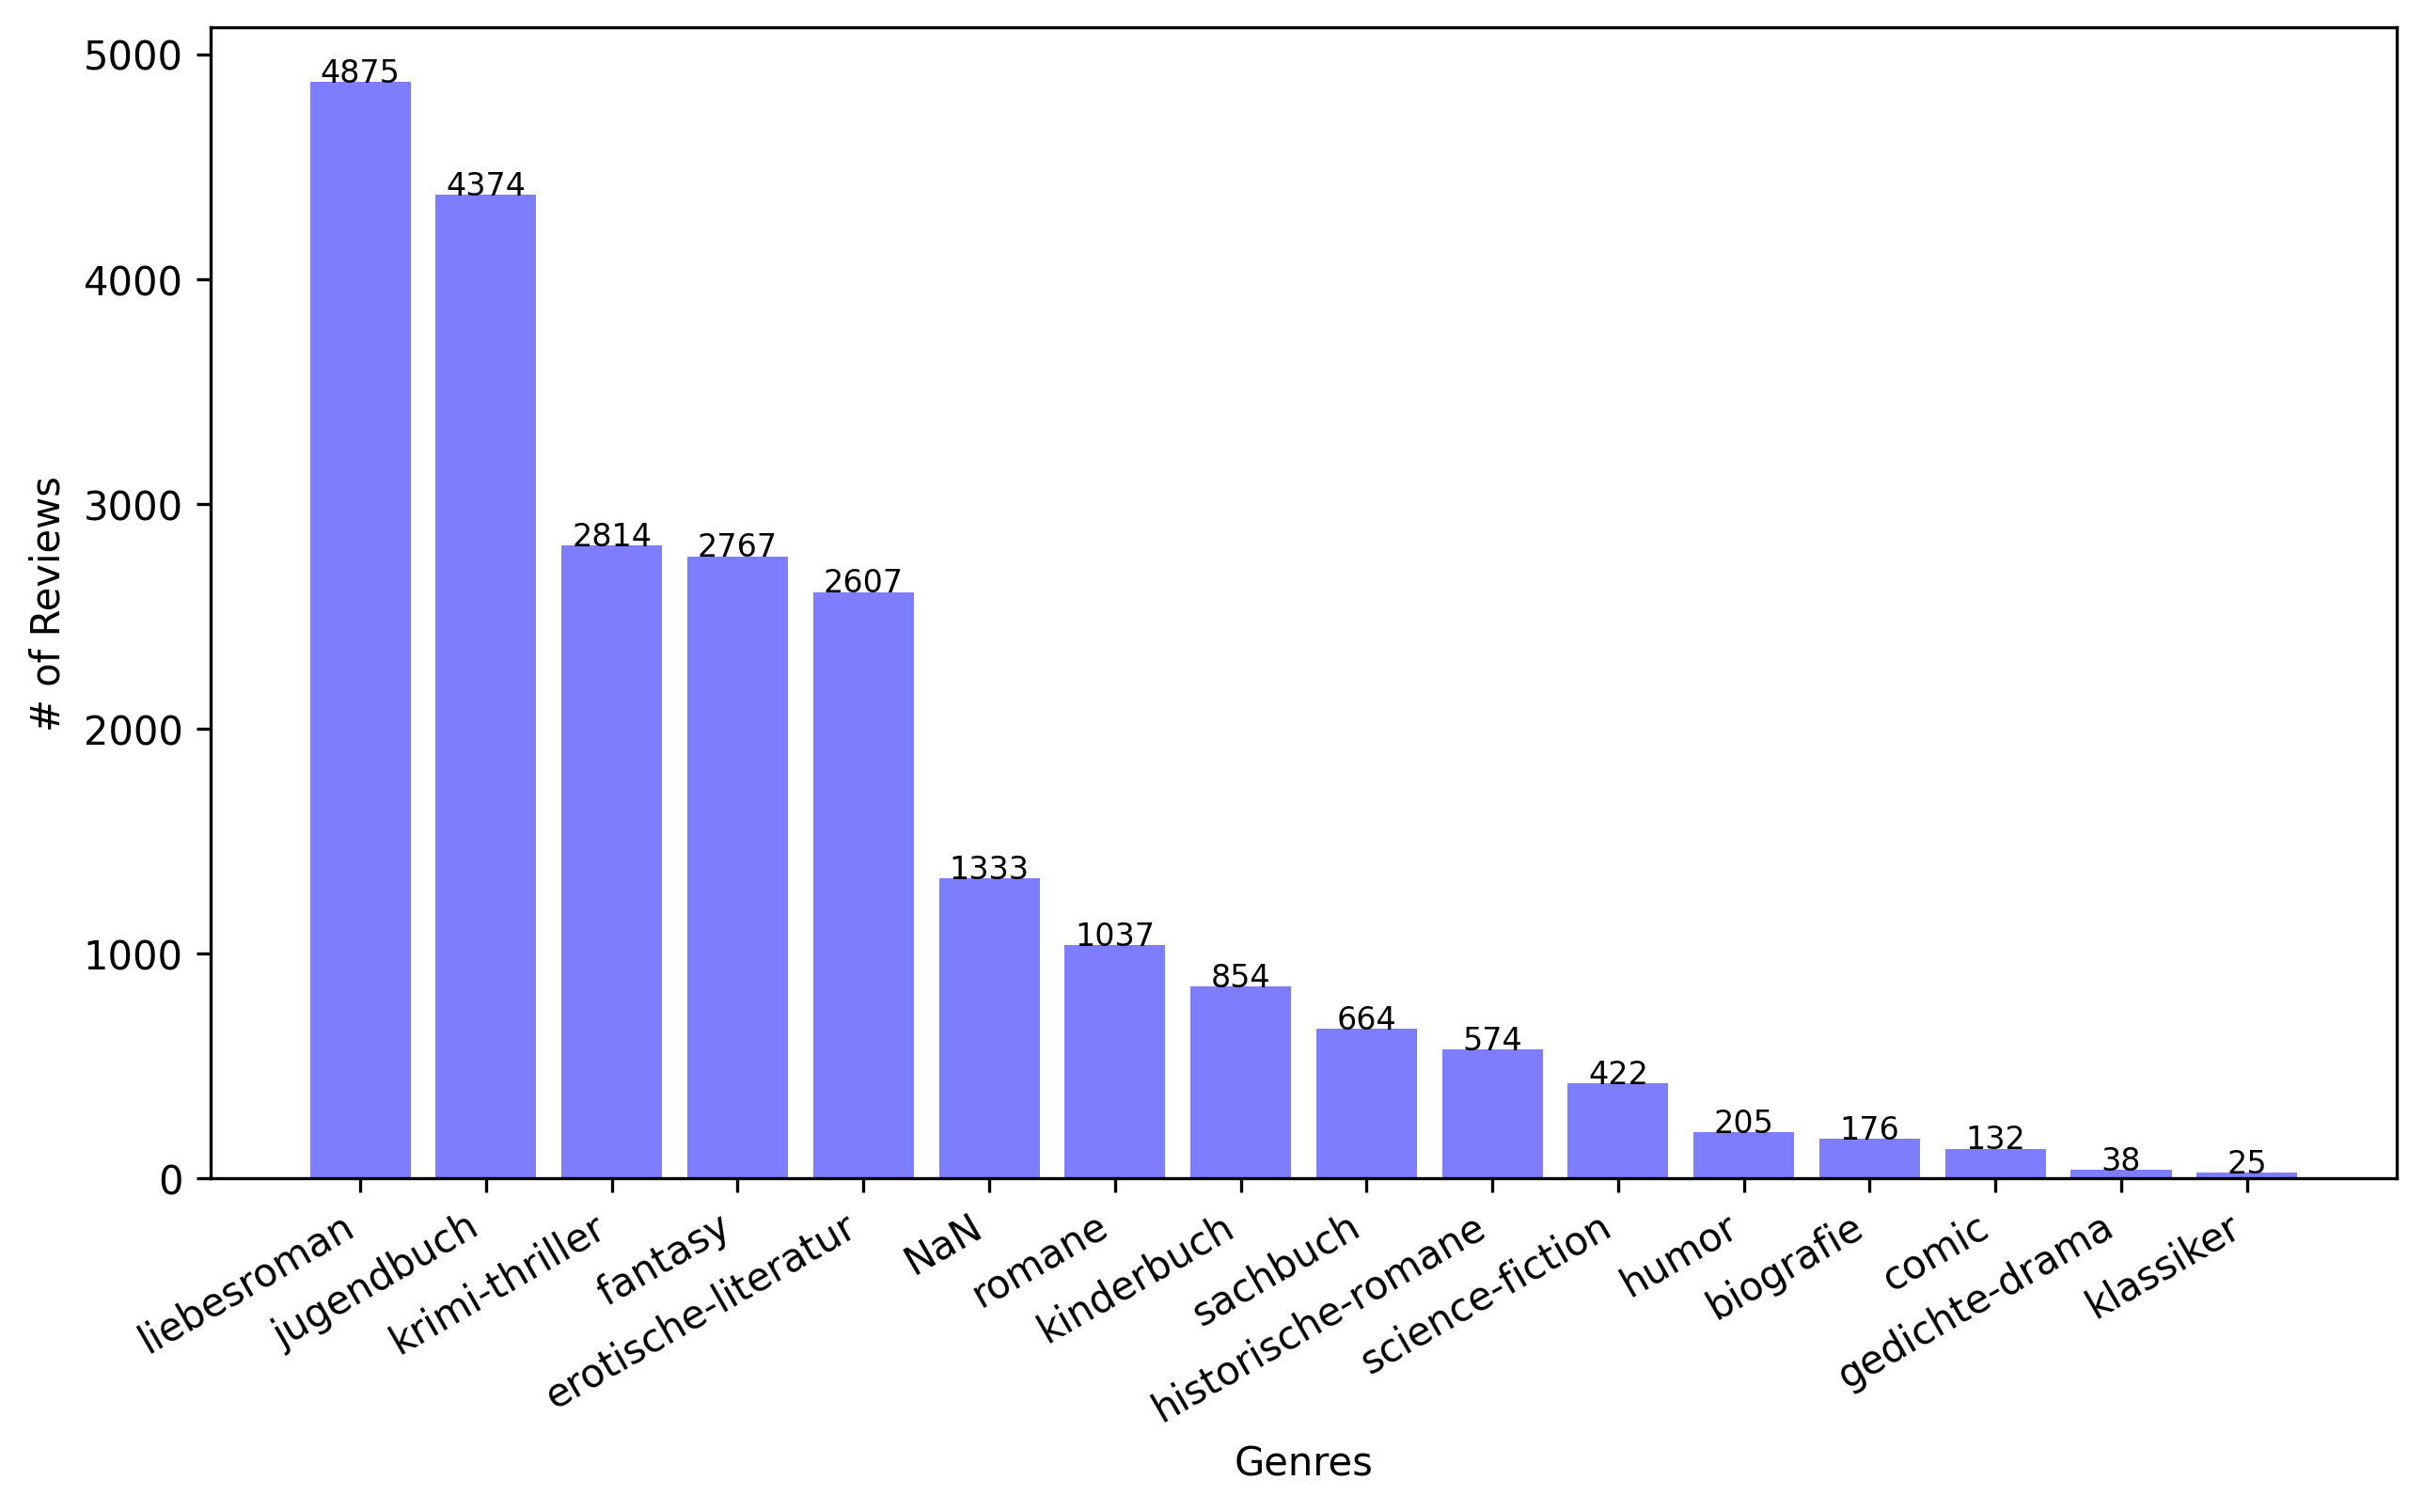 5000
4000
3000
2000
1000
0
# of Reviews
4875
4374
2814
2767
2607
1333
1037
854
664
574
422
205
176
132
38
25
liebesroman
jugendbuch
krimi-thriller
fantasy
erotische-literatur
NaN
romane
kinderbuch
sachbuch
historische-romane
science-fiction
humor
biografie
comic
gedichte-drama
klassiker
Genres